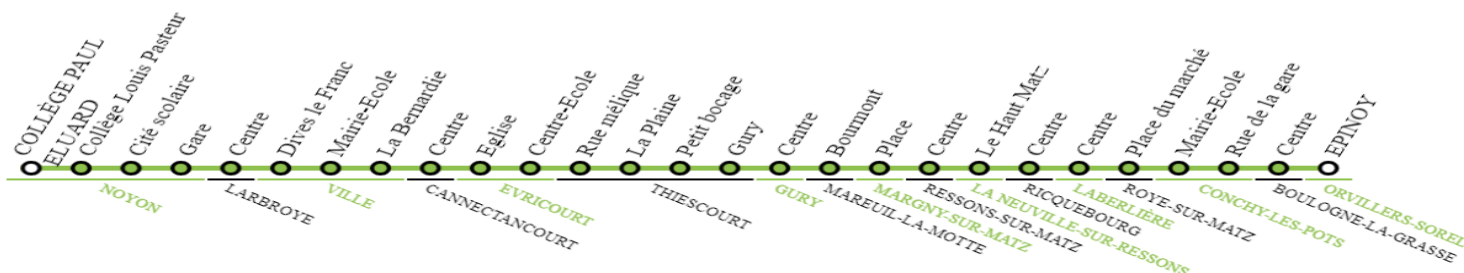 COLLÈGE PAUL
ELUARD
Collège Louis Pasteur
Cité scolaire
Gare
Centre
Dives le Franc
Mairie-Ecole
La Bernardie
Centre
Eglise
Centre-Ecole
Rue mélique
La Plaine
Petit bocage
Gury
Centre
Bourmont
Place
Centre
Le Haut Matz
Centre
Centre
Place du marché
Mairie-Ecole
Rue de la gare
Centre
EPINOY
NOYON
LARBROYE
VILLE
CANNECTANCOURT
EVRICOURT
THIESCOURT
GURY
MAREUIL-LA-MOTTE
MARGNY-SUR-MATZ
RESSONS-SUR-MATZ
LA NEUVILLE-SUR-RESSONS
RICQUEBOURG
LABERLIÈRE
ROYE-SUR-MATZ
CONCHY-LES-POTS
BOULOGNE-LA-GRASSE
ORVILLERS-SOREL